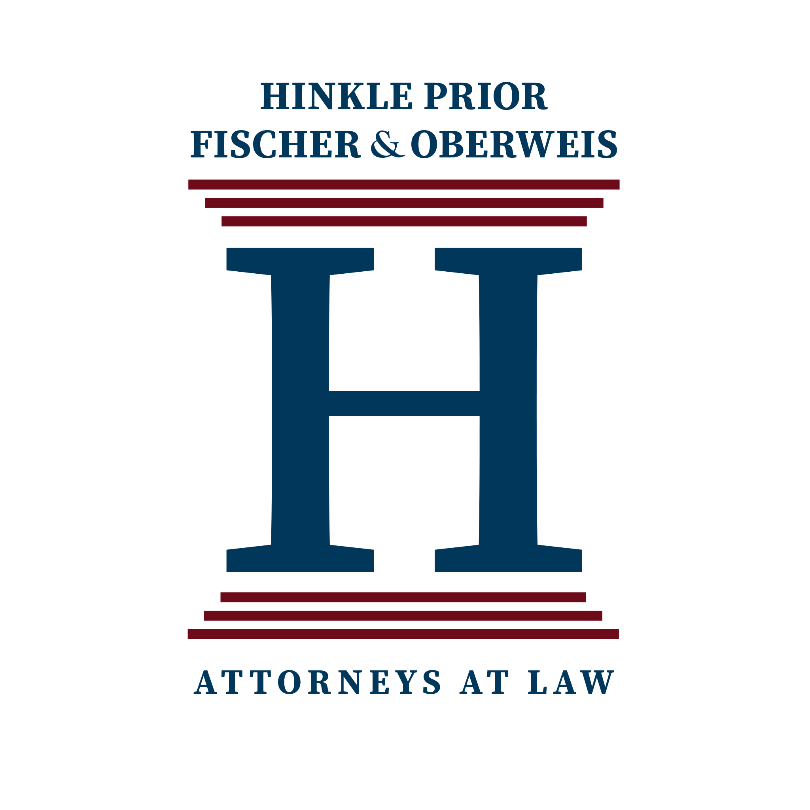 HINKLE PRIOR
FISCHER & OBERWEIS
H
ATTORNEYS AT LAW